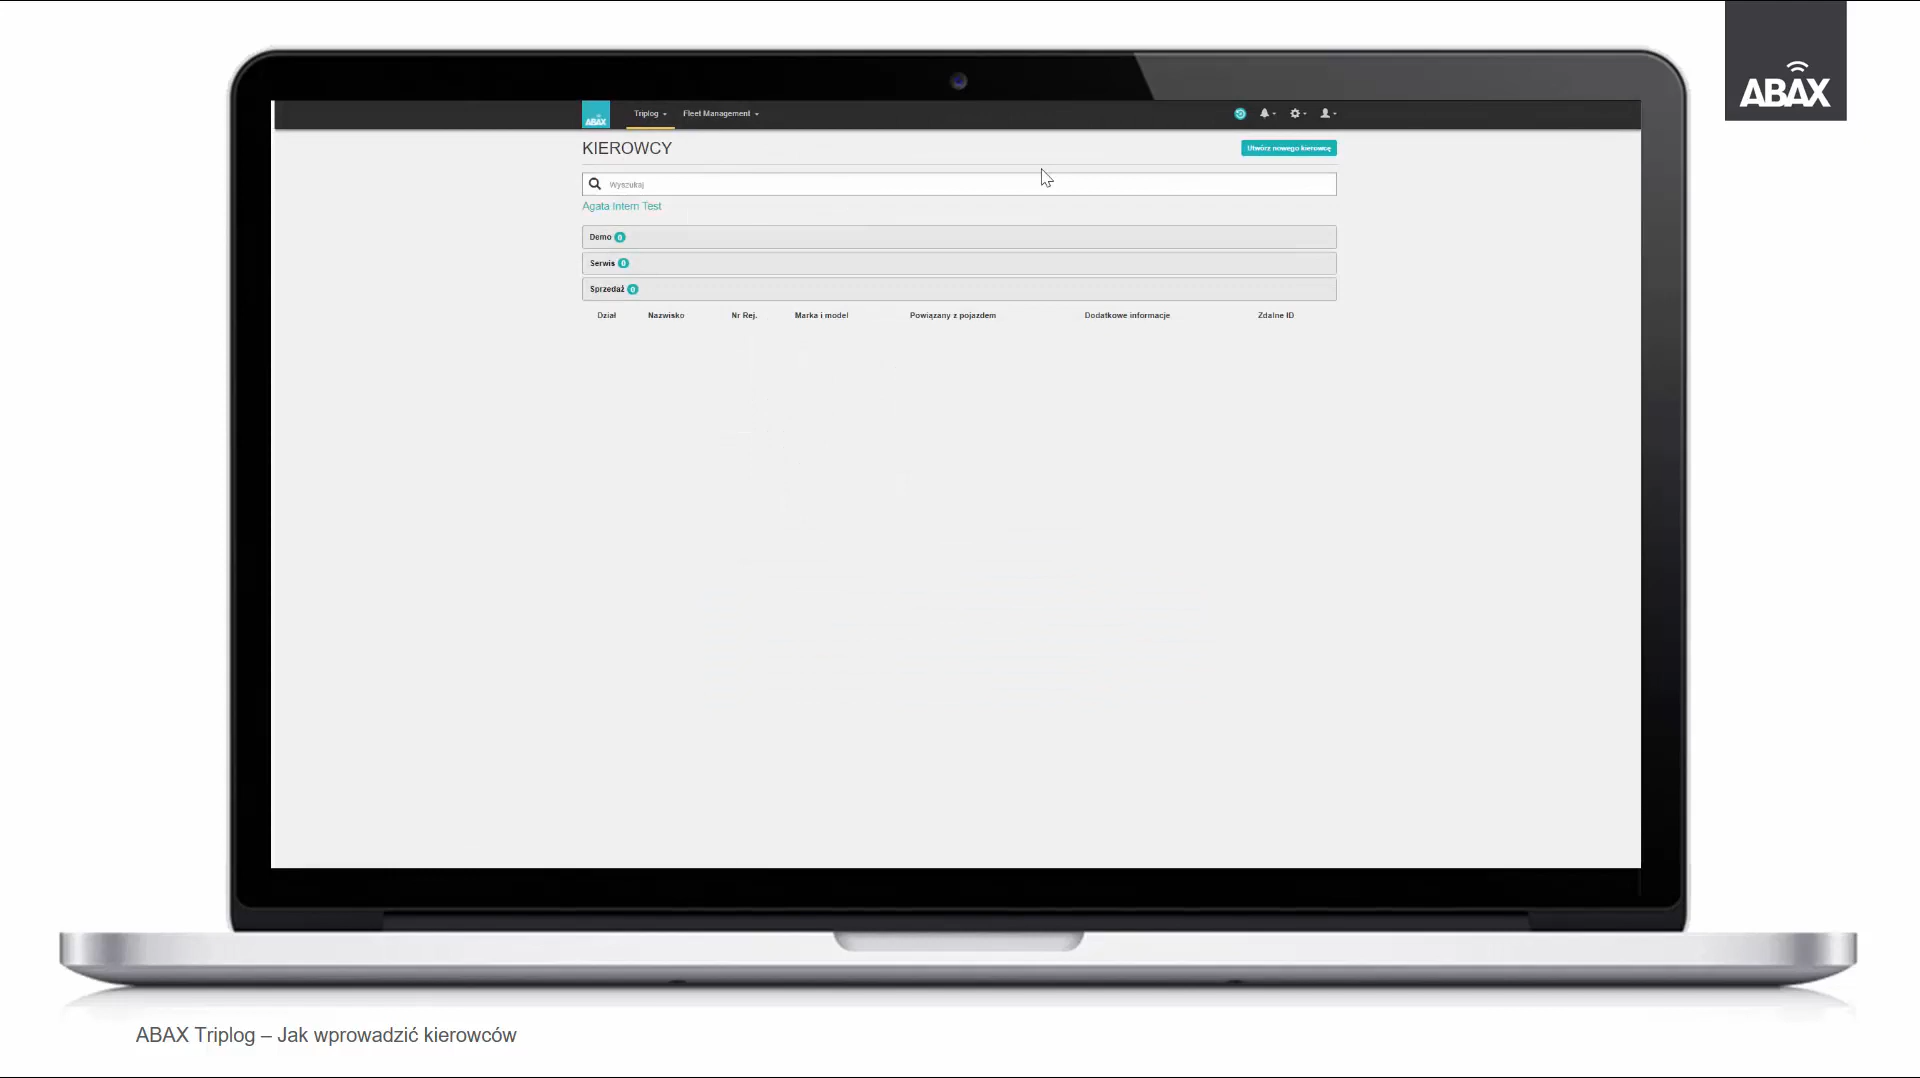 ABAX
ABAX Triplog Fleet Management
KIEROWCY
Utwórz nowego kierowcę
Wyszukaj
Agata Intern Test
Demo 0
Serwis 0
Sprzedaż 0
Dział Nazwisko Nr Rej. Marka i model Powiązany z pojazdem Dodatkowe informacje Zdalne ID
ABAX Triplog – Jak wprowadzić kierowców